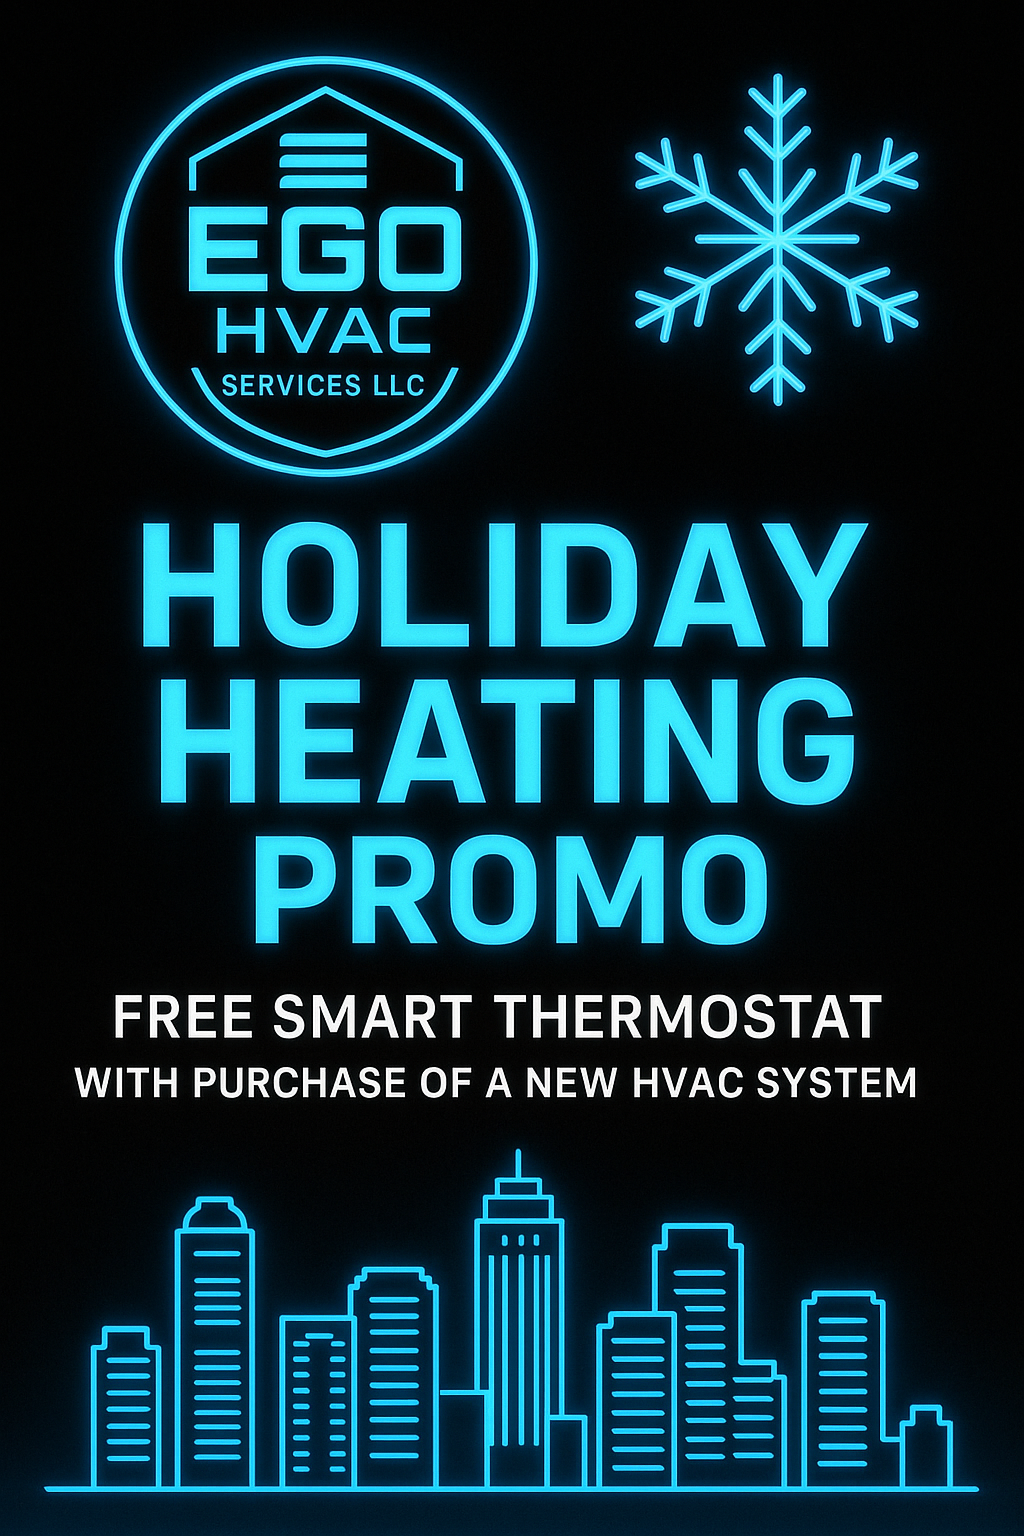 EGO
HVAC
SERVICES LLC
HOLIDAY
HEATING
PROMO
FREE SMART THERMOSTAT
WITH PURCHASE OF A NEW HVAC SYSTEM